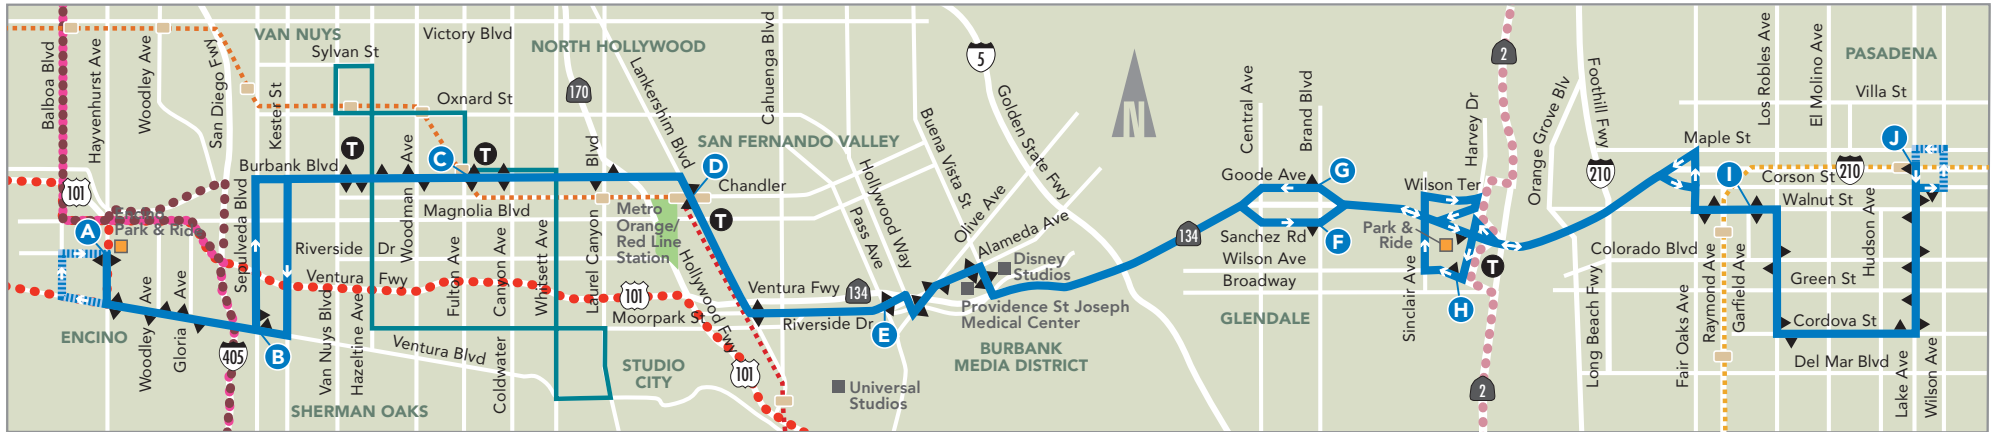 Balboa Blvd
Hayvenhurst Ave
Woodley Ave
San Diego Fwy
VAN NUYS
Sylvan St
Victory Blvd
Kester St
Oxnard St
NORTH HOLLYWOOD
170
Lankershim Blvd
Cahuenga Blvd
SAN FERNANDO VALLEY
5
Golden State Fwy
Buena Vista St
N
Central Ave
Brand Blvd
Harvey Dr
2
Orange Grove Blv
Foothill Fwy
210
Los Robles Ave
El Molino Ave
PASADENA
Villa St
Maple St
J
101
Encino
Park & Ride
A
Burbank Blvd
T
Woodman Ave
C
T
Blvd
D
Chandler
T
Magnolia Blvd
Metro
Orange/
Red Line
Station
Hollywood Way
Pass Ave
Olive Ave
Alameda Ave
Goode Ave
G
Wilson Ter
I
Corson St
210
Walnut St
Sepulveda Blvd
Riverside Dr
Ventura Fwy
Fulton Ave
Coldwater Canyon Ave
Whitsett Ave
Laurel Canyon
101
Moorpark St
Hollywood Fwy
Ventura Fwy
134
Riverside Dr
E
Disney
Studios
Providence St Joseph
Medical Center
134
Sanchez Rd
F
Wilson Ave
Broadway
Park &
Ride
T
H
Sinclair Ave
Colorado Blvd
Green St
Hudson Ave
Cordova St
Del Mar Blvd
ENCINO
Woodley Ave
Gloria Ave
405
B
Van Nuys Blvd
Hazeltine Ave
Ventura Blvd
SHERMAN OAKS
STUDIO
CITY
101
Universal
Studios
BURBANK
MEDIA DISTRICT
GLENDALE
2
Long Beach Fwy
Fair Oaks Ave
Raymond Ave
Garfield Ave
Lake Ave
Wilson Ave